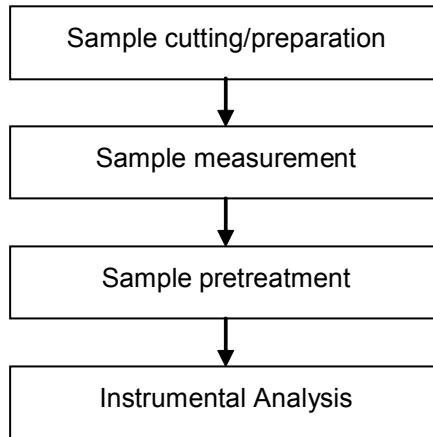 Sample cutting/preparation
Sample measurement
Sample pretreatment
Instrumental Analysis